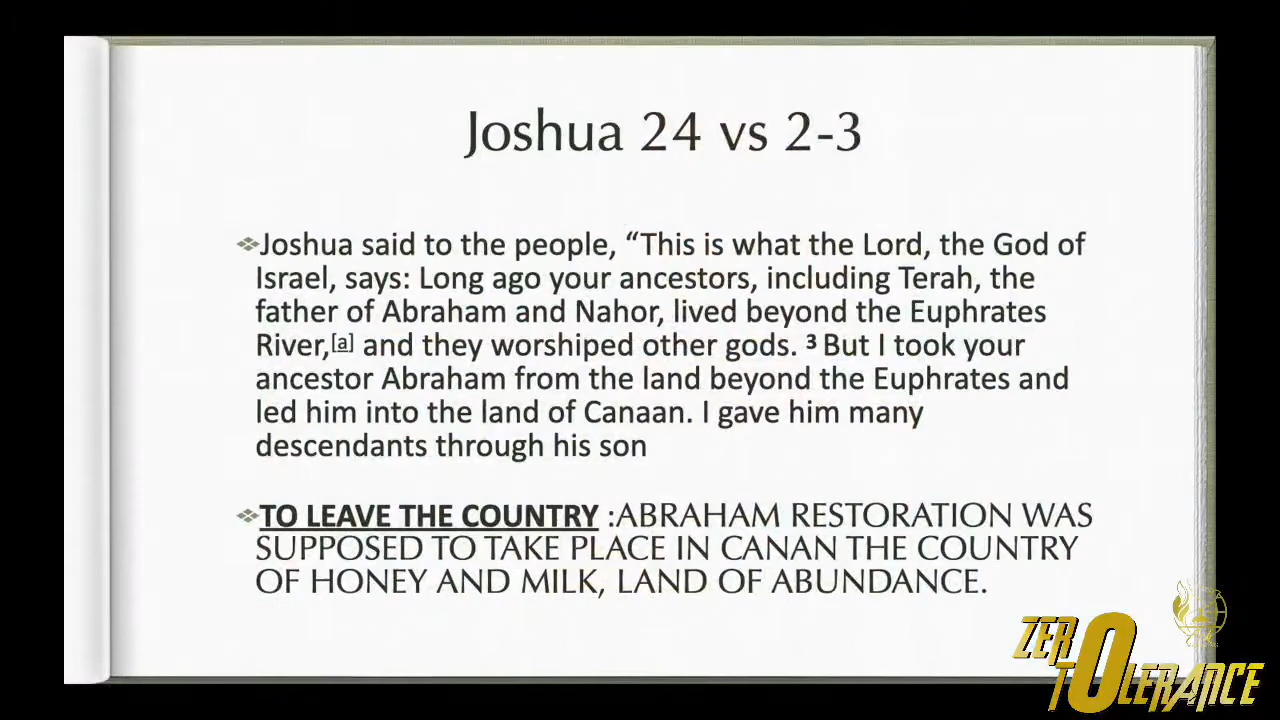 Joshua 24 vs 2-3
❖Joshua said to the people, “This is what the Lord, the God of
Israel, says: Long ago your ancestors, including Terah, the
father of Abraham and Nahor, lived beyond the Euphrates
River,[a] and they worshiped other gods. 3 But I took your
ancestor Abraham from the land beyond the Euphrates and
led him into the land of Canaan. I gave him many
descendants through his son
❖TO LEAVE THE COUNTRY :ABRAHAM RESTORATION WAS
SUPPOSED TO TAKE PLACE IN CANAN THE COUNTRY
OF HONEY AND MILK, LAND OF ABUNDANCE.
ZERO
TOLERANCE